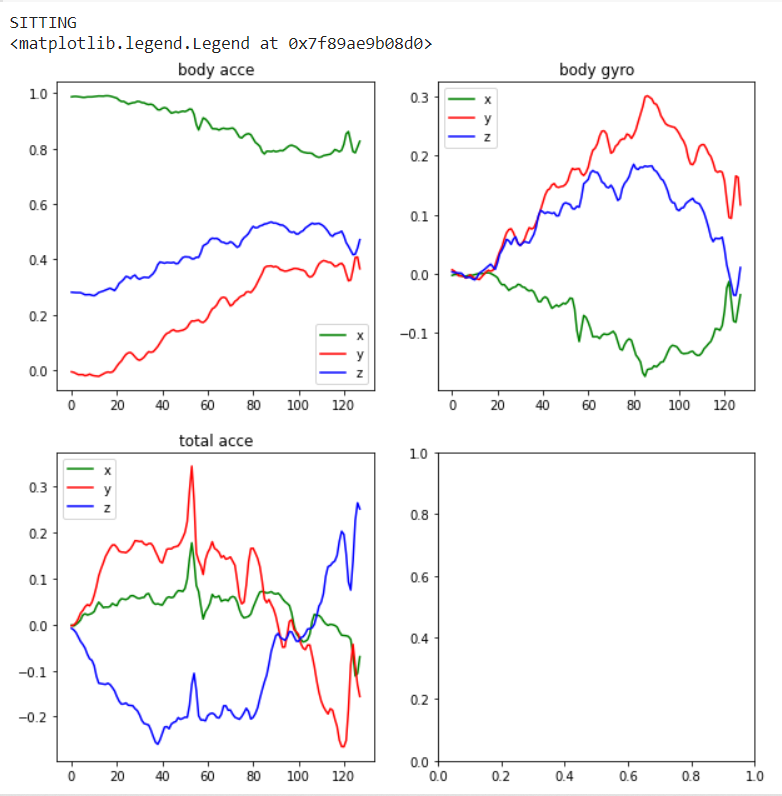 SITTING
<matplotlib.legend.Legend at 0x7f89ae9b08d0>
body acce
1.0
0.8
0.6
0.4
0.2
0.0
x
y
z
0 20 40 60 80 100 120
body gyro
x
y
z
0.3
0.2
0.1
0.0
−0.1
0 20 40 60 80 100 120
total acce
x
y
z
0.3
0.2
0.1
0.0
−0.1
−0.2
0 20 40 60 80 100 120
1.0
0.8
0.6
0.4
0.2
0.0
0.0 0.2 0.4 0.6 0.8 1.0